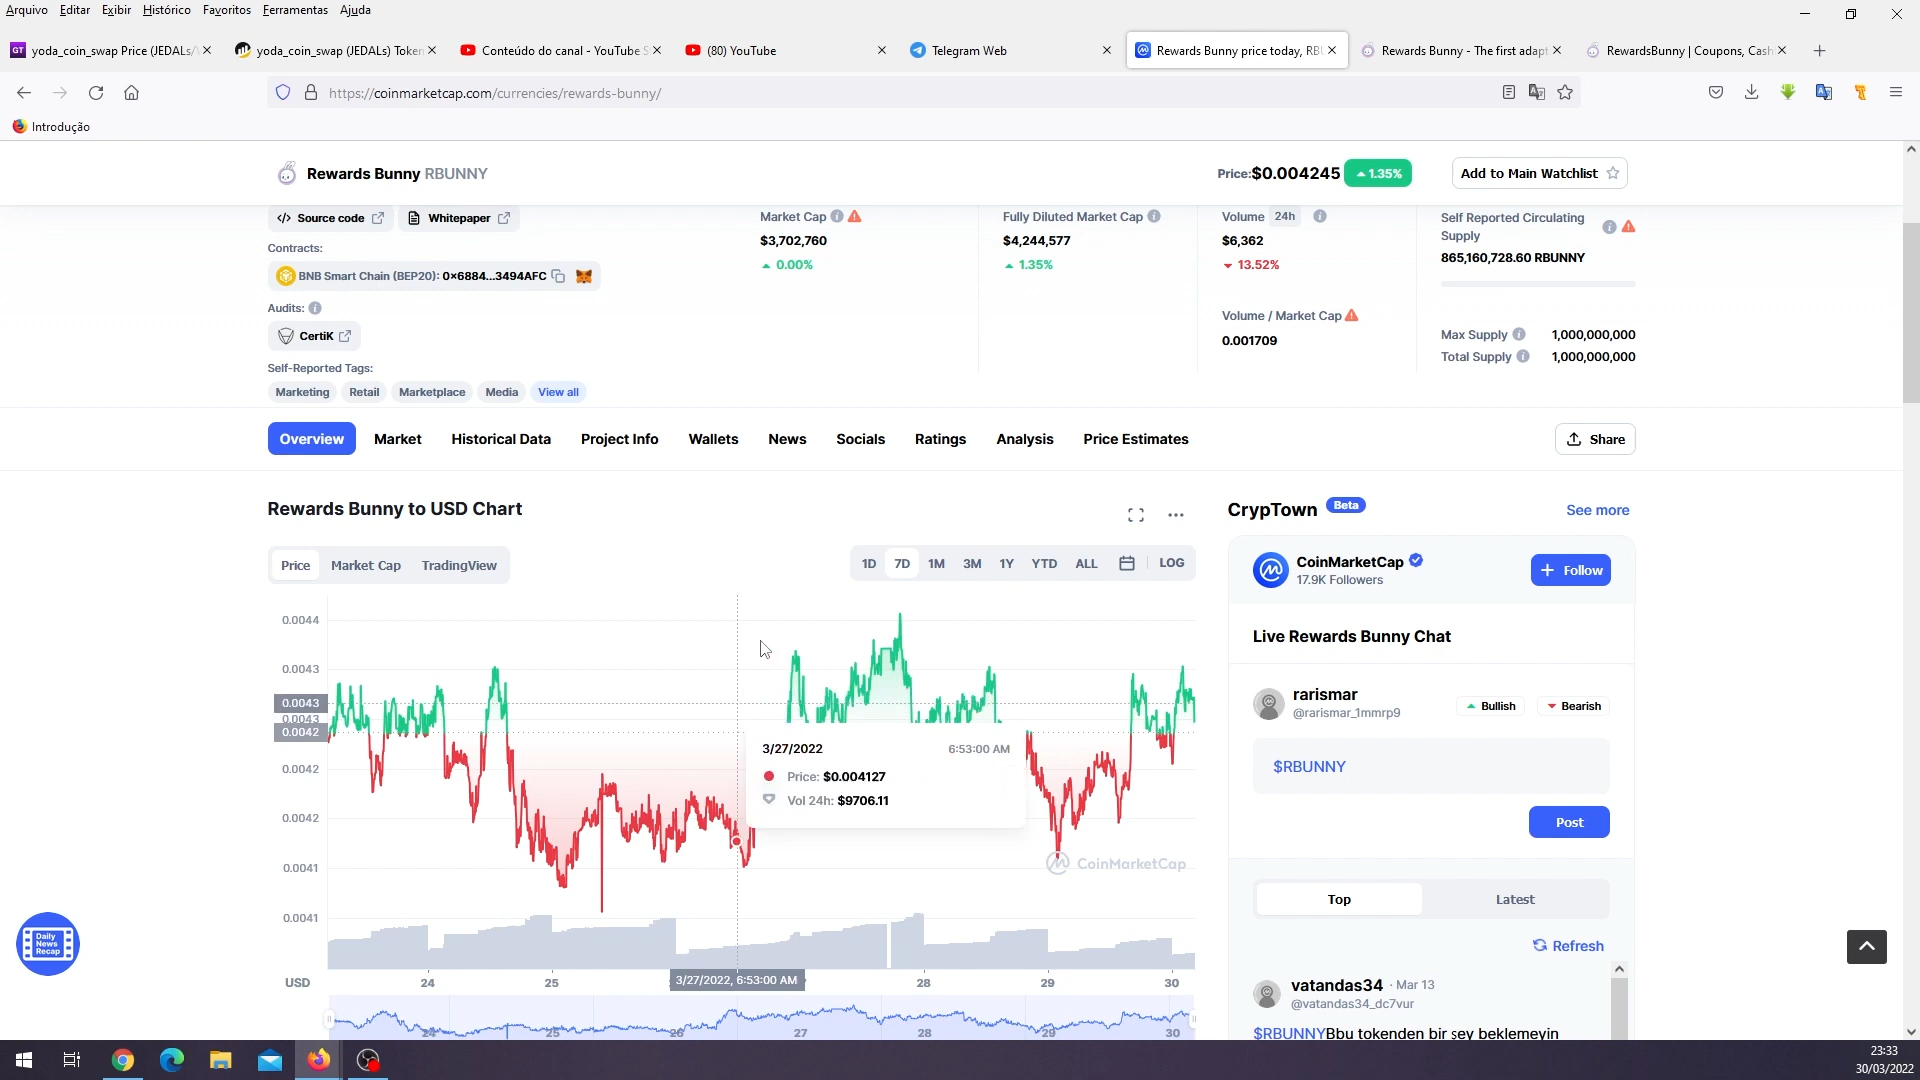 Arquivo Editar Exibir Histórico Favoritos Ferramentas Ajuda
GT yoda_coin_swap Price (JEDALs/
yoda_coin_swap (JEDALs) Token
Conteúdo do canal - YouTube S
(80) YouTube
Telegram Web
Rewards Bunny price today, RB
Rewards Bunny - The first adapt
RewardsBunny | Coupons, Cash
https://coinmarketcap.com/currencies/rewards-bunny/
Introdução
Rewards Bunny RBUNNY
Price:$0.004245 1.35%
Add to Main Watchlist
Source code
Whitepaper
Contracts:
BNB Smart Chain (BEP20): 0x6884...3494AFC
Audits:
CertiK
Self-Reported Tags:
Marketing Retail Marketplace Media View all
Market Cap
$3,702,760
0.00%
Fully Diluted Market Cap
$4,244,577
1.35%
Volume 24h
$6,362
13.52%
Volume / Market Cap
0.001709
Self Reported Circulating
Supply
865,160,728.60 RBUNNY
Max Supply 1,000,000,000
Total Supply 1,000,000,000
Overview Market Historical Data Project Info Wallets News Socials Ratings Analysis Price Estimates
Share
Rewards Bunny to USD Chart
Price Market Cap TradingView
1D 7D 1M 3M 1Y YTD ALL LOG
0.0044
0.0043
0.0043
0.0043
0.0042
0.0042
0.0042
0.0041
0.0041
3/27/2022 6:53:00 AM
Price: $0.004127
Vol 24h: $9706.11
CoinMarketCap
USD 24 25 3/27/2022, 6:53:00 AM 28 29 30
24 25 26 27 28 29 30
CrypTown Beta
See more
CoinMarketCap
17.9K Followers
Follow
Live Rewards Bunny Chat
rarismar
@rarismar_1mmrp9
Bullish Bearish
$RBUNNY
Post
Top Latest
Refresh
vatandas34 · Mar 13
@vatandas34_dc7vur
$RBUNNYBbu tokenden bir şey beklemeyin
Daily
News
Recap
23:33
30/03/2022